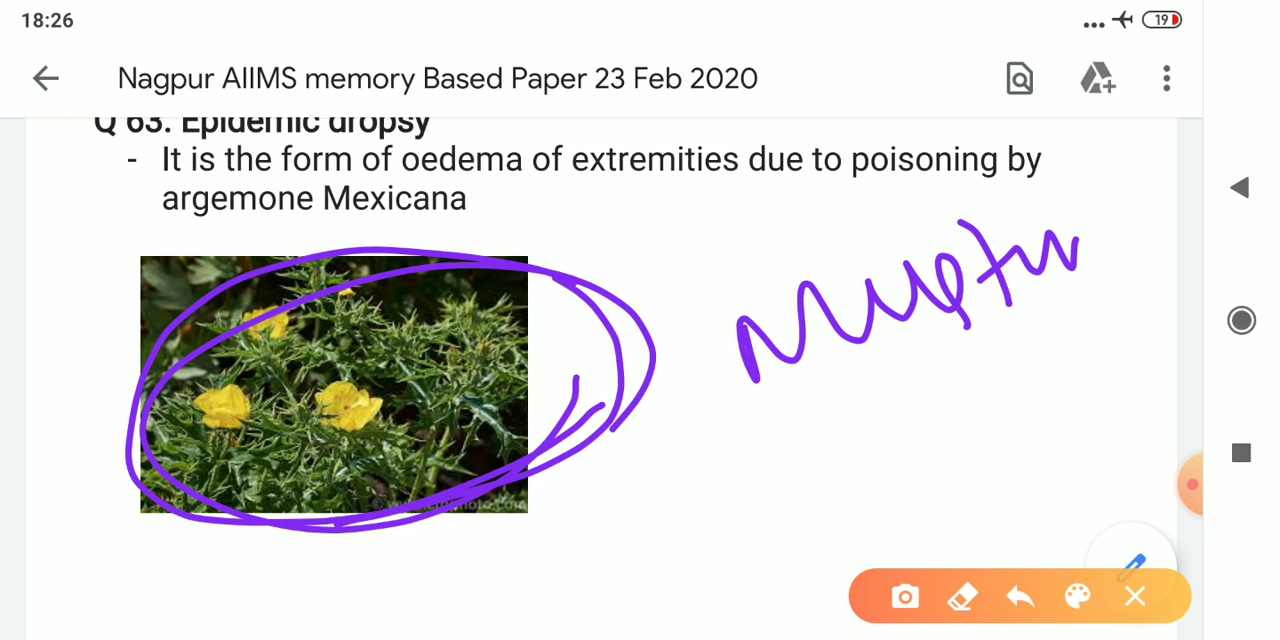 18:26
19
Nagpur AIIMS memory Based Paper 23 Feb 2020
Q 63. Epidemic dropsy
- It is the form of oedema of extremities due to poisoning by
argemone Mexicana